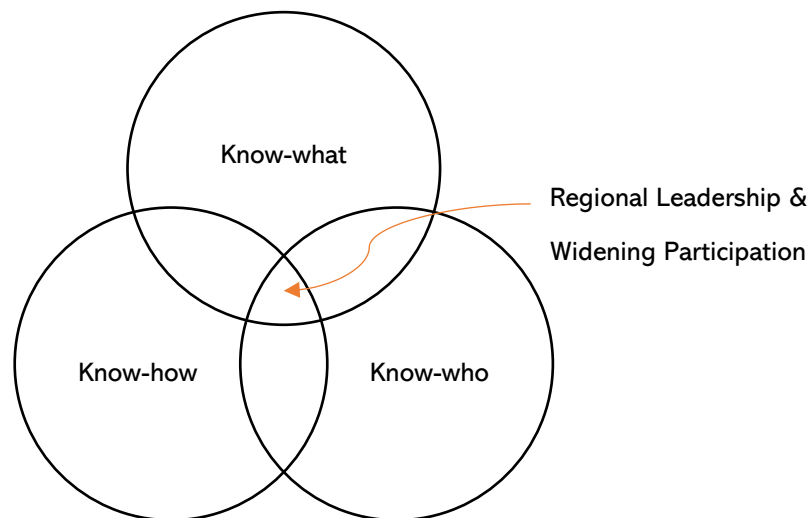 Know-what
Regional Leadership &
Widening Participation
Know-how
Know-who